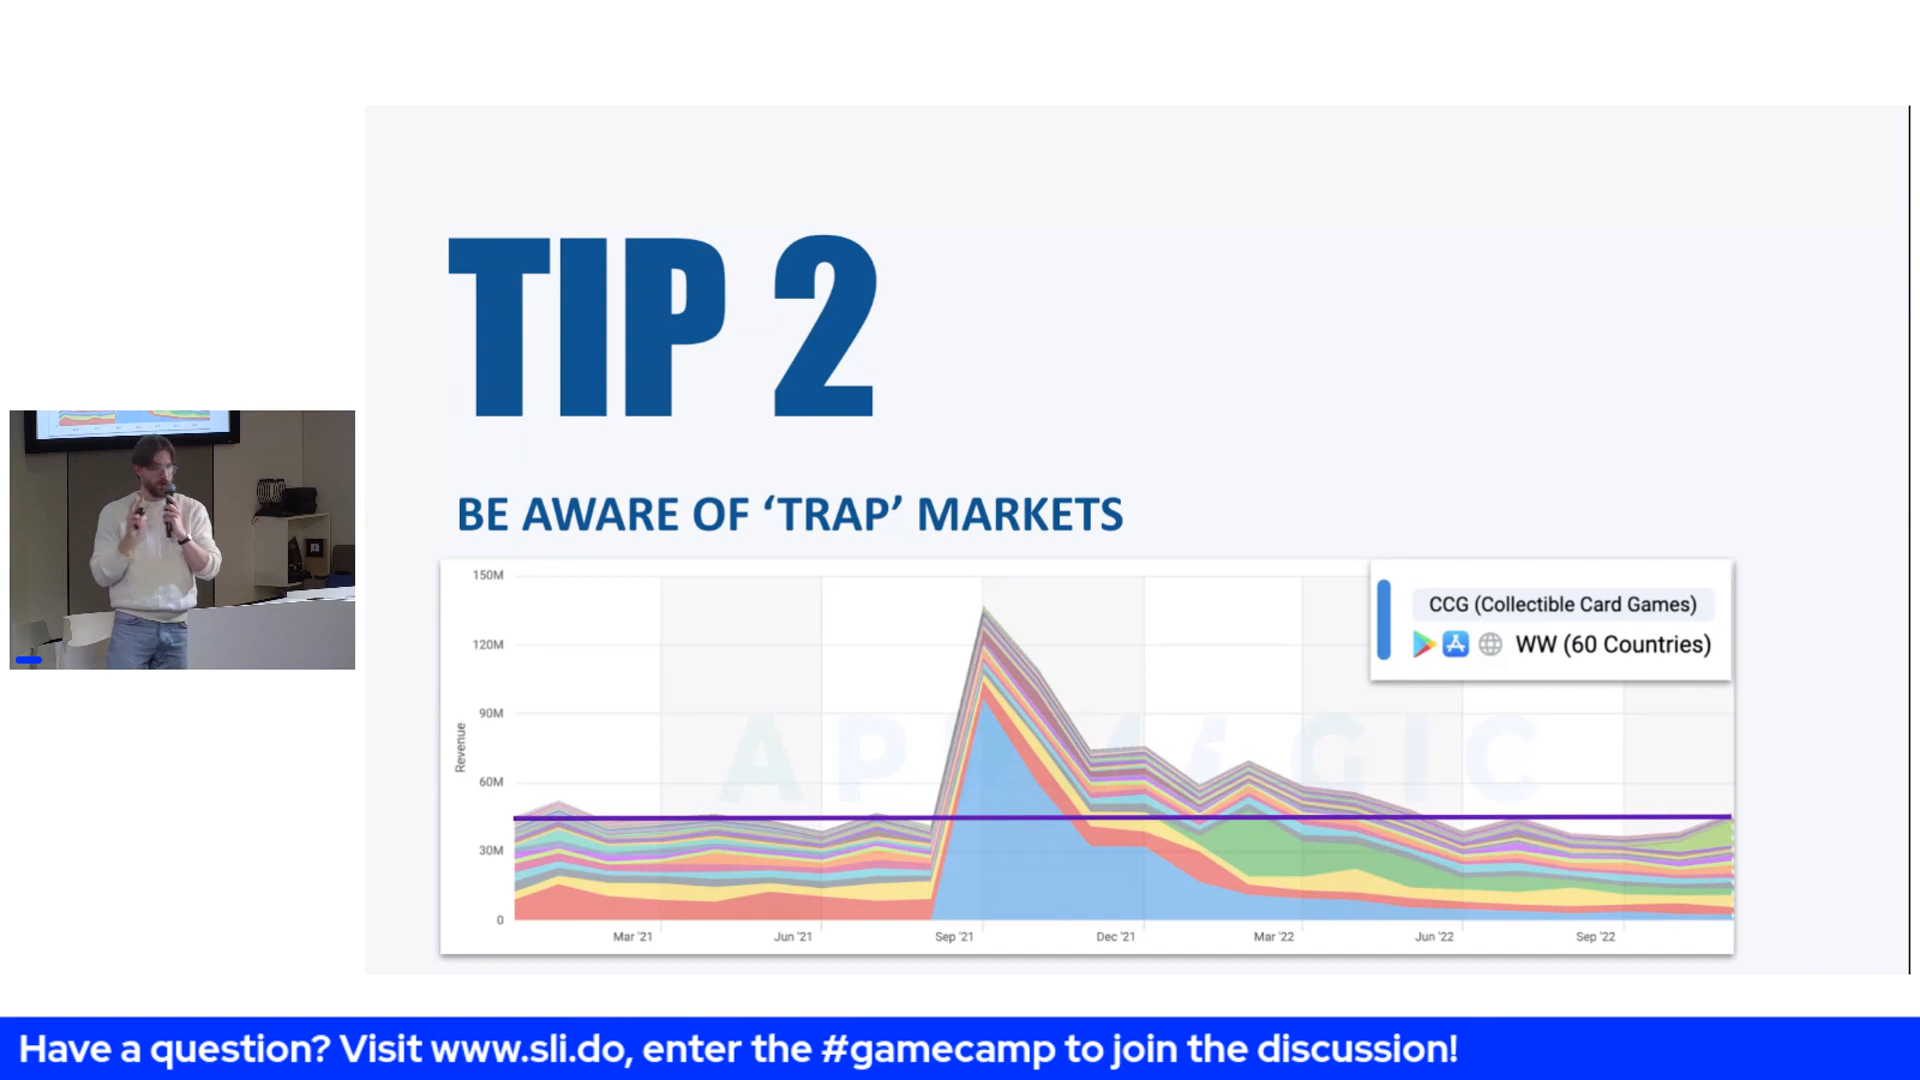 TIP 2
BE AWARE OF ‘TRAP’ MARKETS
CCG (Collectible Card Games)
WW (60 Countries)
150M
120M
90M
60M
30M
0
Revenue
Mar '21
Jun '21
Sep '21
Dec '21
Mar '22
Jun '22
Sep '22
Have a question? Visit www.sli.do, enter the #gamecamp to join the discussion!